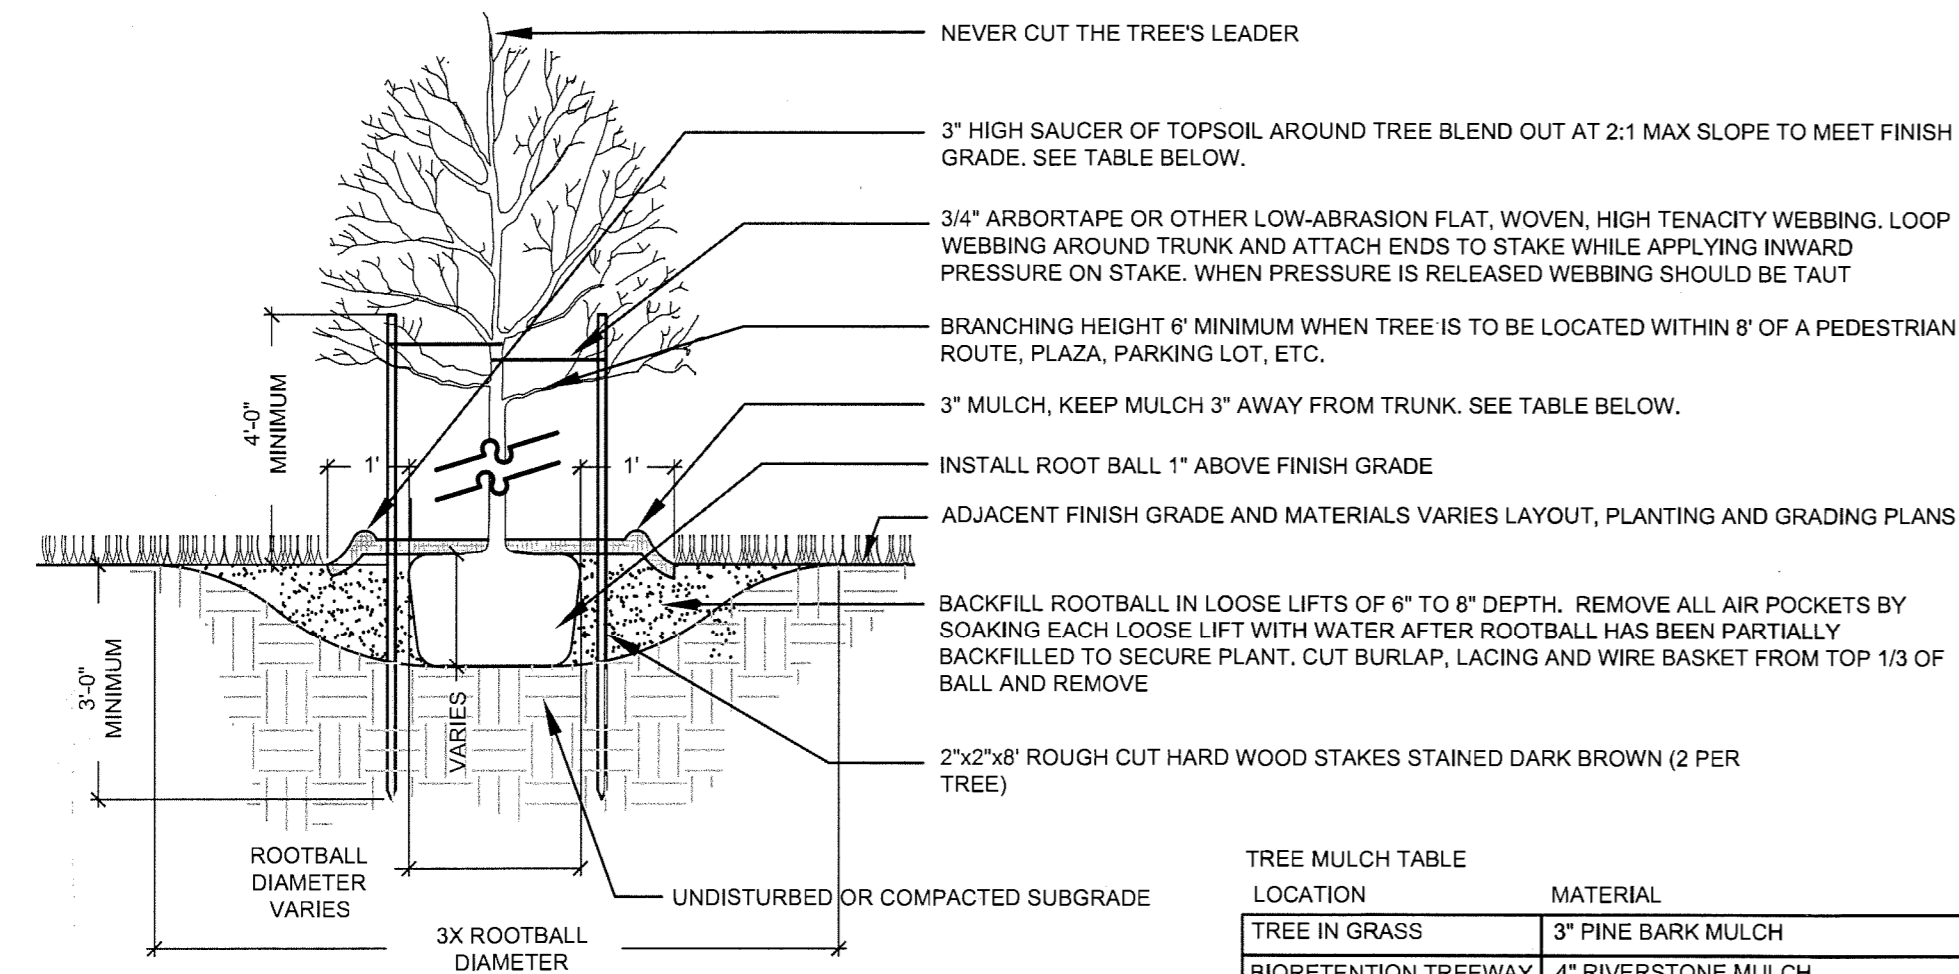 NEVER CUT THE TREE'S LEADER
3" HIGH SAUCER OF TOPSOIL AROUND TREE BLEND OUT AT 2:1 MAX SLOPE TO MEET FINISH
GRADE. SEE TABLE BELOW.
3/4" ARBORTAPE OR OTHER LOW-ABRASION FLAT, WOVEN, HIGH TENACITY WEBBING. LOOP
WEBBING AROUND TRUNK AND ATTACH ENDS TO STAKE WHILE APPLYING INWARD
PRESSURE ON STAKE. WHEN PRESSURE IS RELEASED WEBBING SHOULD BE TAUT
BRANCHING HEIGHT 6' MINIMUM WHEN TREE IS TO BE LOCATED WITHIN 8' OF A PEDESTRIAN
ROUTE, PLAZA, PARKING LOT, ETC.
3" MULCH, KEEP MULCH 3" AWAY FROM TRUNK. SEE TABLE BELOW.
INSTALL ROOT BALL 1" ABOVE FINISH GRADE
ADJACENT FINISH GRADE AND MATERIALS VARIES LAYOUT, PLANTING AND GRADING PLANS
BACKFILL ROOTBALL IN LOOSE LIFTS OF 6" TO 8" DEPTH. REMOVE ALL AIR POCKETS BY
SOAKING EACH LOOSE LIFT WITH WATER AFTER ROOTBALL HAS BEEN PARTIALLY
BACKFILLED TO SECURE PLANT. CUT BURLAP, LACING AND WIRE BASKET FROM TOP 1/3 OF
BALL AND REMOVE
2"x2"x8' ROUGH CUT HARD WOOD STAKES STAINED DARK BROWN (2 PER
TREE)
UNDISTURBED OR COMPACTED SUBGRADE
4'-0"
MINIMUM
1'
1'
3'-0"
MINIMUM
VARIES
ROOTBALL
DIAMETER
VARIES
3X ROOTBALL
DIAMETER
TREE MULCH TABLE
LOCATION MATERIAL
TREE IN GRASS 3" PINE BARK MULCH
BIORETENTION TREEWAY 4" RIVERSTONE MULCH